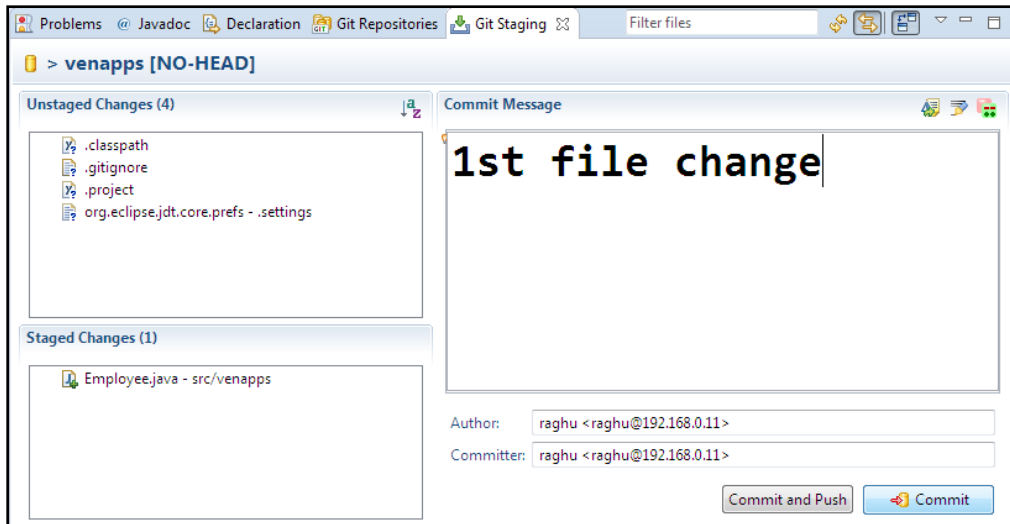 Problems @ Javadoc Declaration Git Repositories Git Staging Filter files
> venapps [NO-HEAD]
Unstaged Changes (4)
.classpath
.gitignore
.project
org.eclipse.jdt.core.prefs - .settings
Staged Changes (1)
Employee.java - src/venapps
Commit Message
1st file change
Author: raghu <raghu@192.168.0.11>
Committer: raghu <raghu@192.168.0.11>
Commit and Push Commit